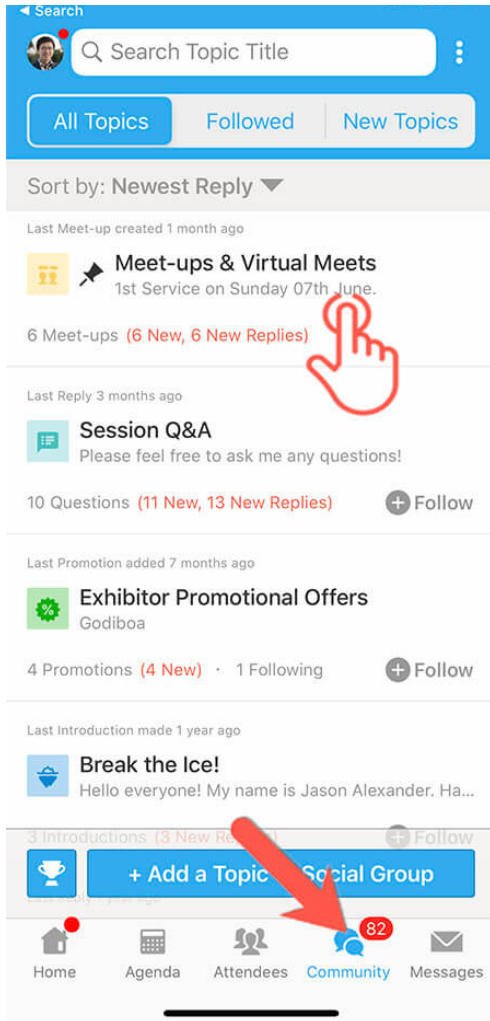 Search
Search Topic Title
All Topics
Followed
New Topics
Sort by: Newest Reply
Last Meet-up created 1 month ago
Meet-ups & Virtual Meets
1st Service on Sunday 07th June.
6 Meet-ups (6 New, 6 New Replies)
Last Reply 3 months ago
Session Q&A
Please feel free to ask me any questions!
10 Questions (11 New, 13 New Replies)
Follow
Last Promotion added 7 months ago
Exhibitor Promotional Offers
Godiboa
4 Promotions (4 New) · 1 Following
Follow
Last Introduction made 1 year ago
Break the Ice!
Hello everyone! My name is Jason Alexander. Ha...
3 Introductions (3 New
Follow
+ Add a Topic Social Group
82
Home
Agenda
Attendees
Community
Messages